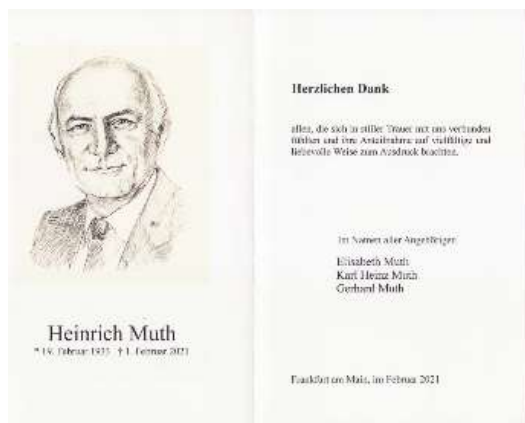 Heinrich Muth
* 19. Februar 1933 † 1. Februar 2021
Herzlichen Dank
allen, die sich in stiller Trauer mit uns verbunden
fühlten und ihre Anteilnahme auf vielfältige und
liebevolle Weise zum Ausdruck brachten.
Im Namen aller Angehörigen
Elisabeth Muth
Karl Heinz Muth
Gerhard Muth
Frankfurt am Main, im Februar 2021